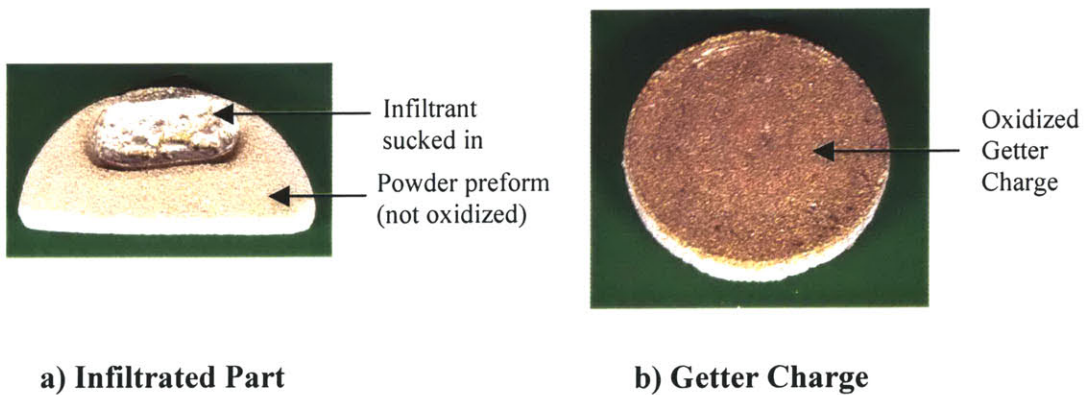 Infiltrant
sucked in
Powder preform
(not oxidized)
Oxidized
Getter
Charge
a) Infiltrated Part
b) Getter Charge